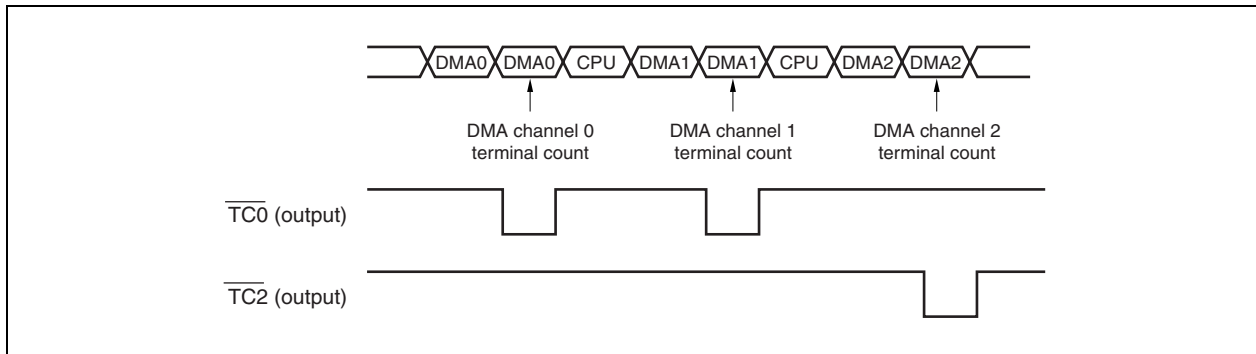 DMA0 DMA0 CPU DMA1 DMA1 CPU DMA2 DMA2
DMA channel 0 terminal count
DMA channel 1 terminal count
DMA channel 2 terminal count
TC0 (output)
TC2 (output)